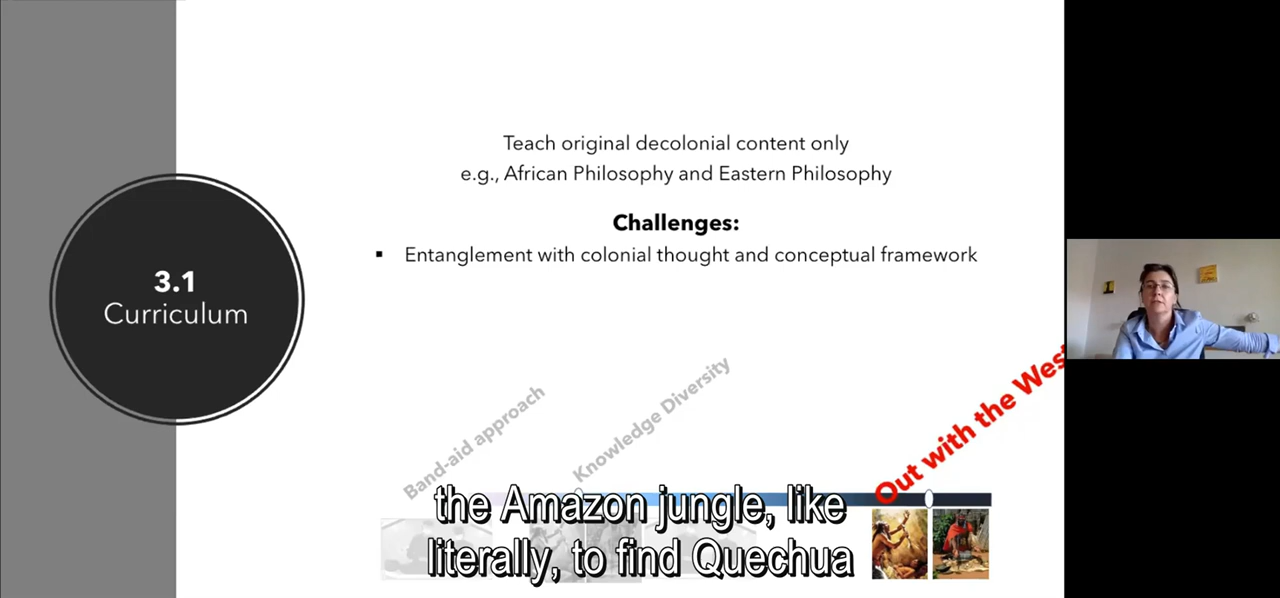 Teach original decolonial content only
e.g., African Philosophy and Eastern Philosophy
Challenges:
▪ Entanglement with colonial thought and conceptual framework
3.1
Curriculum
Band-aid approach
Knowledge Diversity
Out with the West
the Amazon jungle, like
literally, to find Quechua